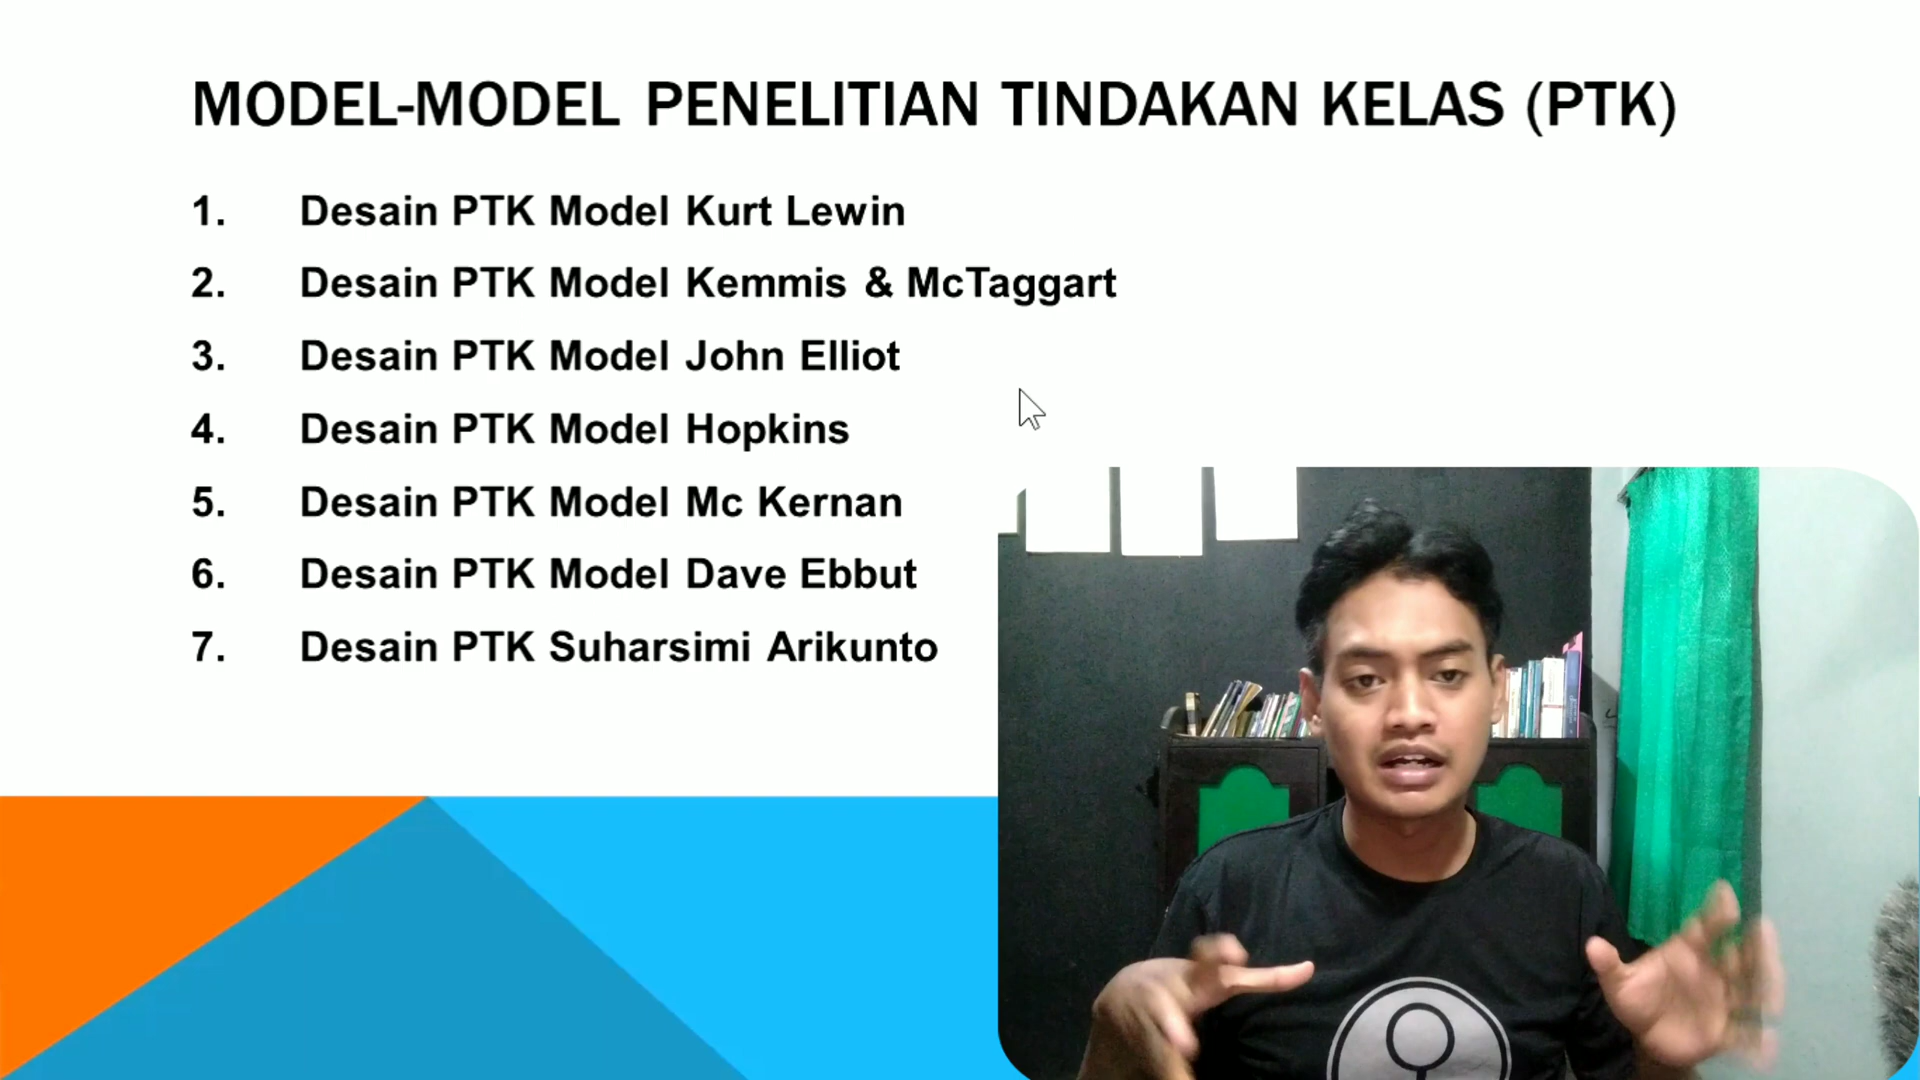 MODEL-MODEL PENELITIAN TINDAKAN KELAS (PTK)
1. Desain PTK Model Kurt Lewin
2. Desain PTK Model Kemmis & McTaggart
3. Desain PTK Model John Elliot
4. Desain PTK Model Hopkins
5. Desain PTK Model Mc Kernan
6. Desain PTK Model Dave Ebbut
7. Desain PTK Suharsimi Arikunto